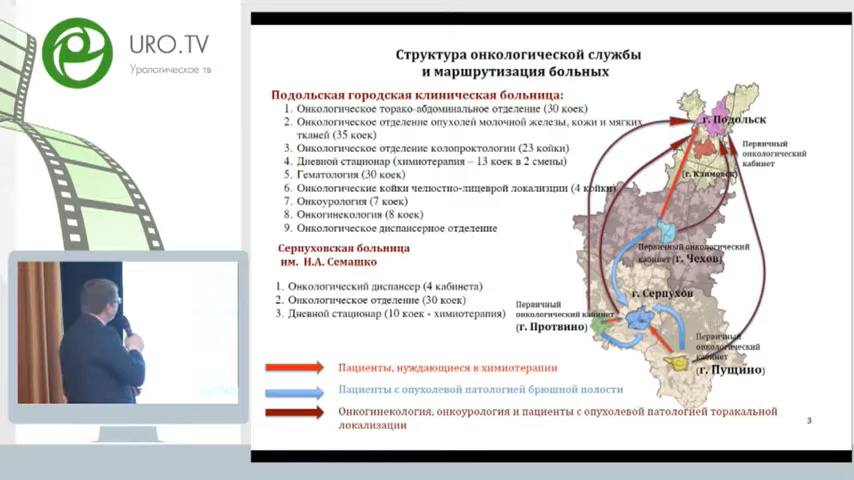 URO.TV
Урологическое тв
Структура онкологической службы
и маршрутизация больных
Подольская городская клиническая больница:
1. Онкологическое торако-абдоминальное отделение (30 коек)
2. Онкологическое отделение опухолей молочной железы, кожи и мягких
тканей (35 коек)
3. Онкологическое отделение колопроктологии (23 койки)
4. Дневной стационар (химиотерапия – 13 коек в 2 смены)
5. Гематология (30 коек)
6. Онкологические койки челюстно-лицевой локализции (4 койки)
7. Онкоурология (7 коек)
8. Онкогинекология (8 коек)
9. Онкологическое диспансерное отделение
Серпуховская больница
им. Н.А. Семашко
1. Онкологический диспансер (4 кабинета)
2. Онкологическое отделение (30 коек)
3. Дневной стационар (10 коек - химиотерапия)
г. Подольск
Первичный
онкологический
кабинет
(г. Климовск)
Первичный онкологический
кабинет (г. Чехов)
г. Серпухов
Первичный
онкологический кабинет
(г. Протвино)
Первичный
онкологический
кабинет
(г. Пущино)
Пациенты, нуждающиеся в химиотерапии
Пациенты с опухолевой патологией брюшной полости
Онкогинекология, онкоурология и пациенты с опухолевой патологией торакальной
локализации
3